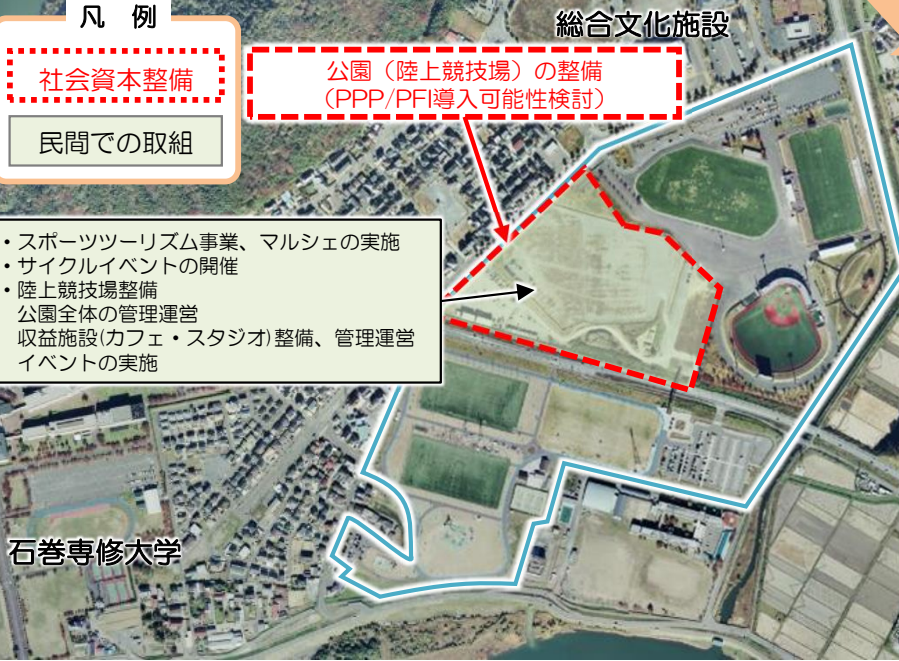 凡 例
社会資本整備
民間での取組
総合文化施設
公園（陸上競技場）の整備
（PPP/PFI導入可能性検討）
・スポーツツーリズム事業、マルシェの実施
・サイクルイベントの開催
・陸上競技場整備
公園全体の管理運営
収益施設(カフェ・スタジオ)整備、管理運営
イベントの実施
石巻専修大学